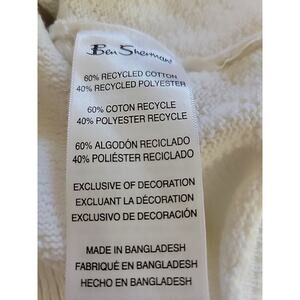 Ben Sherman
60% RECYCLED COTTON
40% RECYCLED POLYESTER
60% COTON RECYCLE
40% POLYESTER RECYCLE
60% ALGODÓN RECICLADO
40% POLIÉSTER RECICLADO
EXCLUSIVE OF DECORATION
EXCLUANT LA DÉCORATION
EXCLUSIVO DE DECORACIÓN
MADE IN BANGLADESH
FABRIQUÉ EN BANGLADESH
HECHO EN BANGLADESH